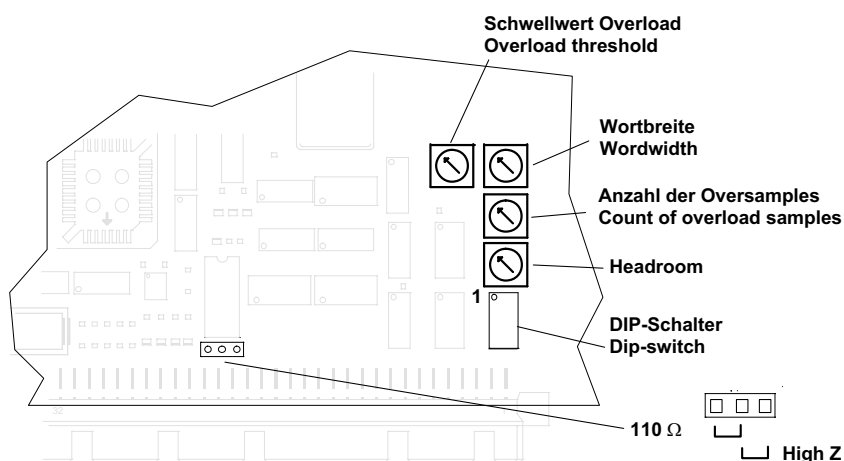 Schwellwert Overload
Overload threshold
Wortbreite
Wordwidth
Anzahl der Oversamples
Count of overload samples
Headroom
1
DIP-Schalter
Dip-switch
32
110 Ω
High Z